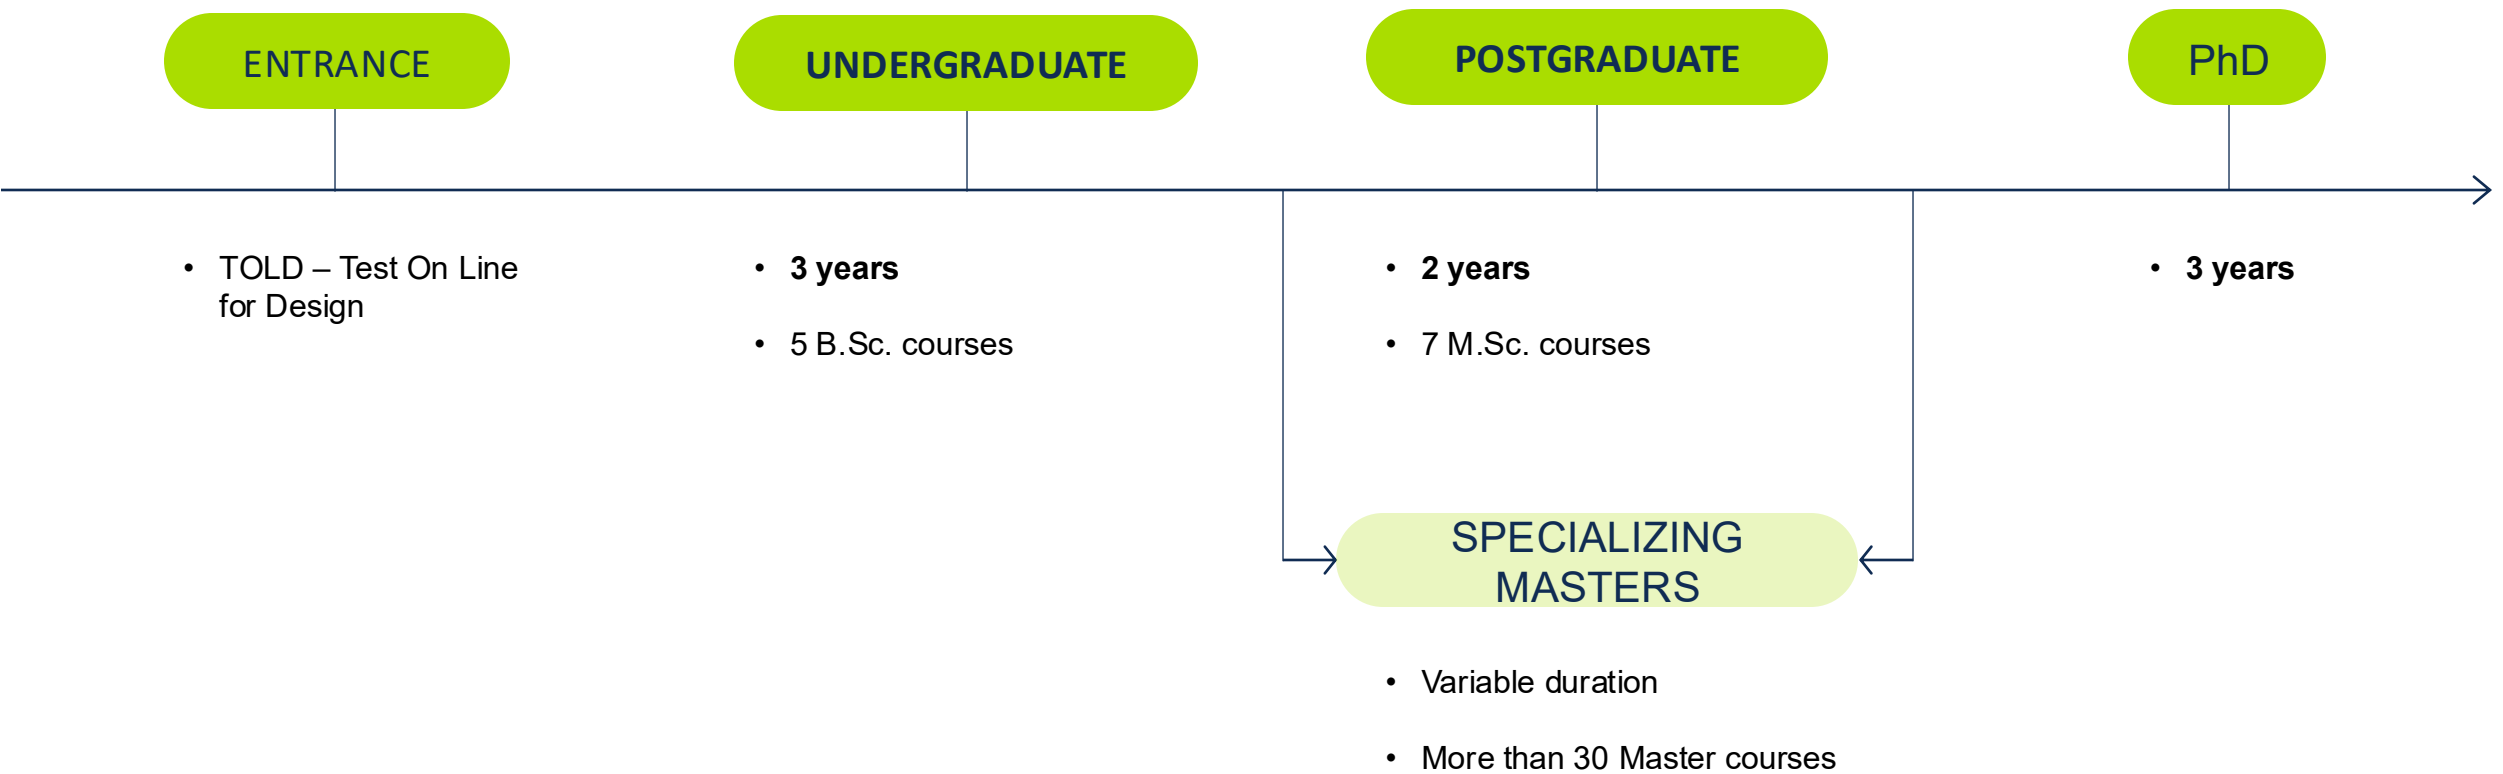 ENTRANCE
UNDERGRADUATE
POSTGRADUATE
PhD
• TOLD – Test On Line
for Design
• 3 years
• 5 B.Sc. courses
• 2 years
• 7 M.Sc. courses
• 3 years
SPECIALIZING
MASTERS
• Variable duration
• More than 30 Master courses